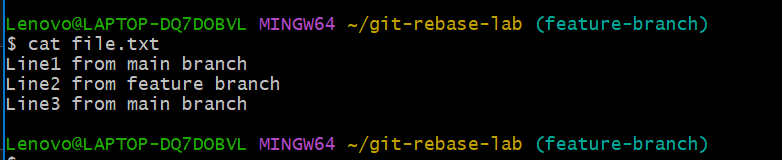 Lenovo@LAPTOP-DQ7DOBVL MINGW64 ~/git-rebase-lab (feature-branch)
$ cat file.txt
Line1 from main branch
Line2 from feature branch
Line3 from main branch
Lenovo@LAPTOP-DQ7DOBVL MINGW64 ~/git-rebase-lab (feature-branch)